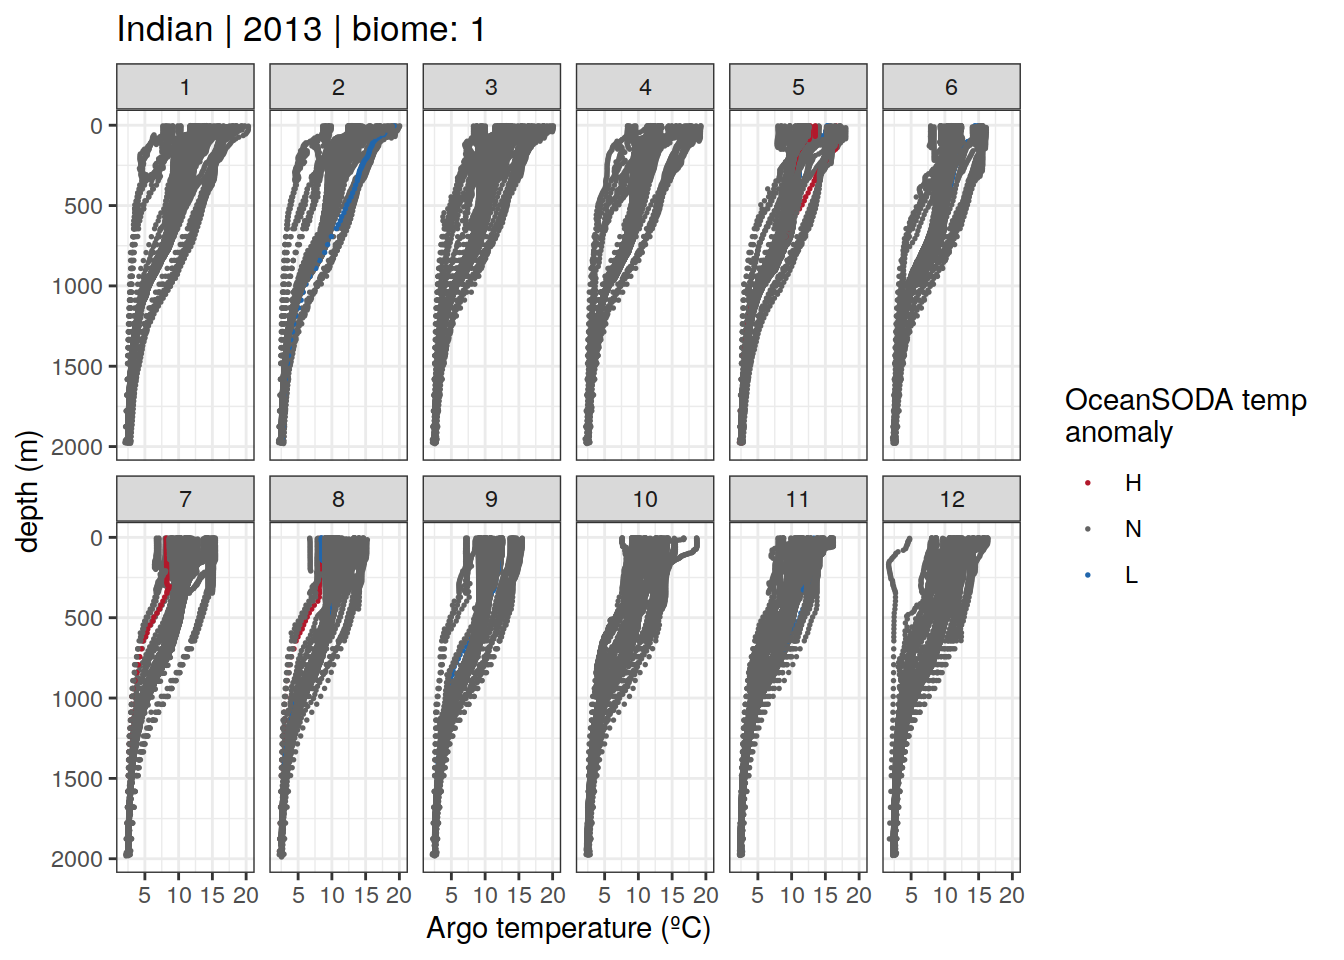 Indian | 2013 | biome: 1
1 2 3 4 5 6
0
500
1000
1500
2000
7 8 9 10 11 12
0
500
1000
1500
2000
5 10 15 20 5 10 15 20 5 10 15 20 5 10 15 20 5 10 15 20 5 10 15 20
Argo temperature (ºC)
depth (m)
OceanSODA temp
anomaly
H
N
L